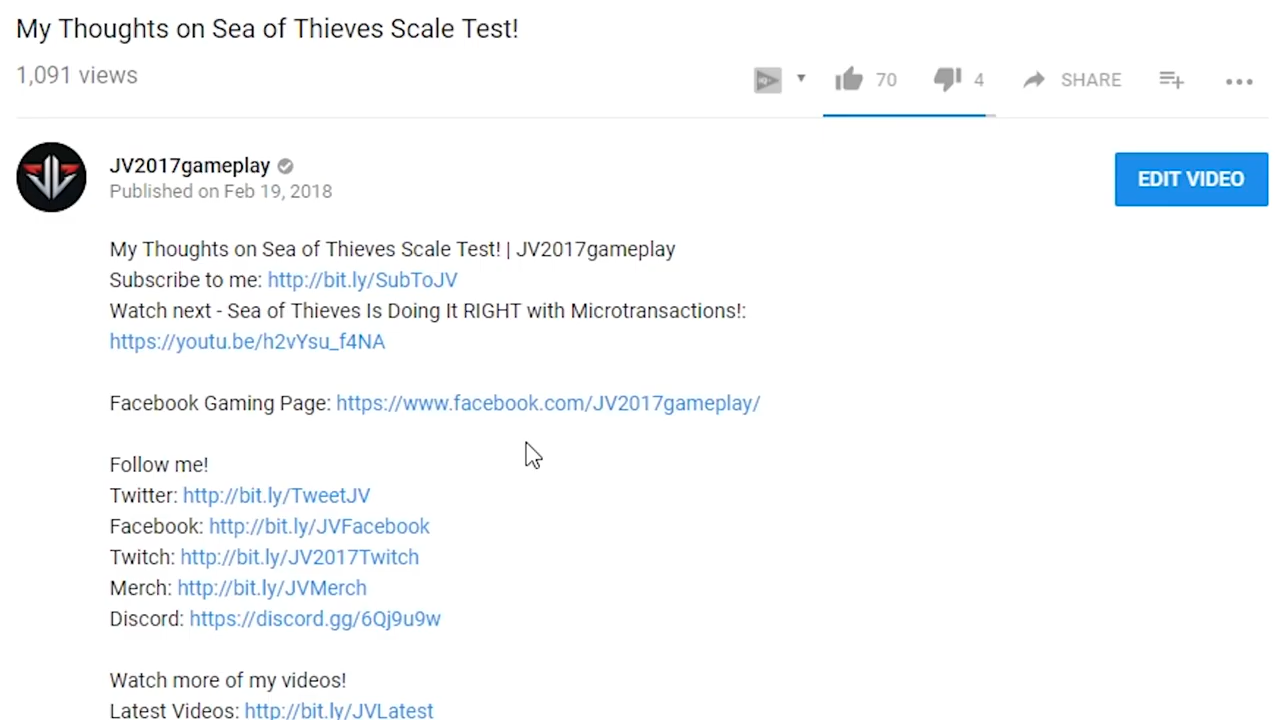 My Thoughts on Sea of Thieves Scale Test!
1,091 views
70 4 SHARE
JV2017gameplay
Published on Feb 19, 2018
EDIT VIDEO
My Thoughts on Sea of Thieves Scale Test! | JV2017gameplay
Subscribe to me: http://bit.ly/SubToJV
Watch next - Sea of Thieves Is Doing It RIGHT with Microtransactions!:
https://youtu.be/h2vYsu_f4NA
Facebook Gaming Page: https://www.facebook.com/JV2017gameplay/
Follow me!
Twitter: http://bit.ly/TweetJV
Facebook: http://bit.ly/JVFacebook
Twitch: http://bit.ly/JV2017Twitch
Merch: http://bit.ly/JVMerch
Discord: https://discord.gg/6Qj9u9w
Watch more of my videos!
Latest Videos: http://bit.ly/JVLatest